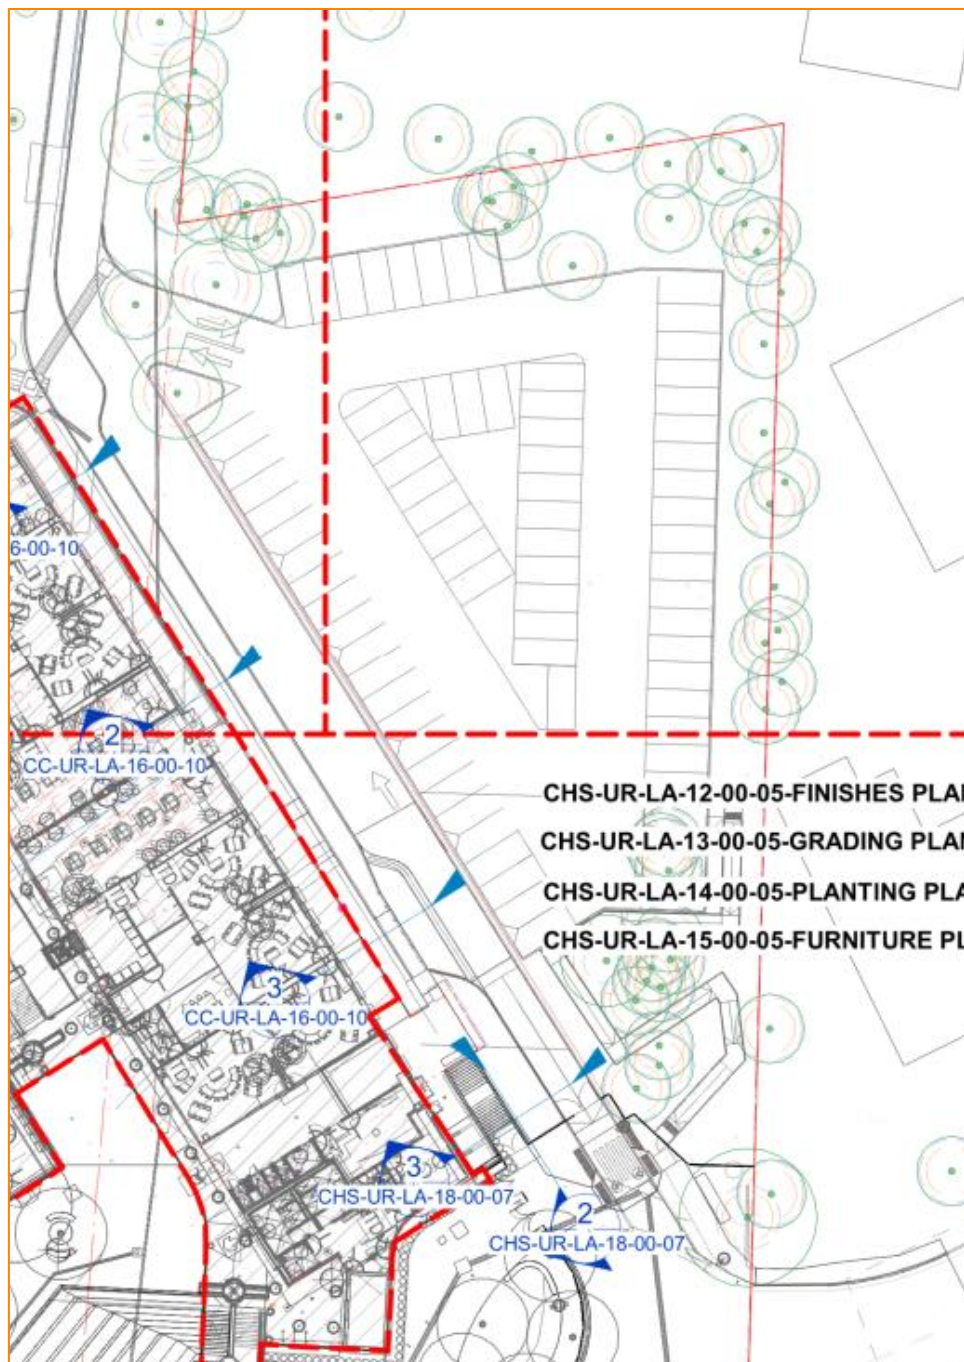 6-00-10
2
CC-UR-LA-16-00-10
CHS-UR-LA-12-00-05-FINISHES PLAN
CHS-UR-LA-13-00-05-GRADING PLAN
CHS-UR-LA-14-00-05-PLANTING PLA
CHS-UR-LA-15-00-05-FURNITURE PL
3
CC-UR-LA-16-00-10
3
CHS-UR-LA-18-00-07
2
CHS-UR-LA-18-00-07